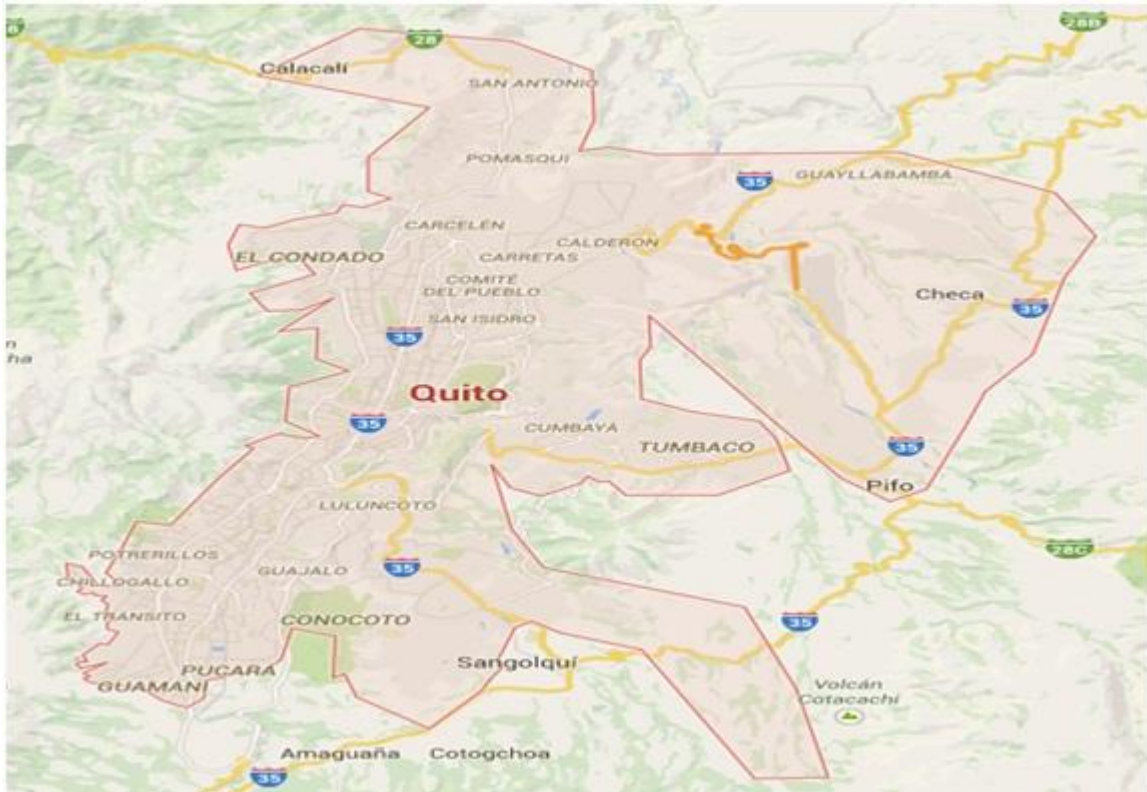 28
28B
Calacalí
SAN ANTONIO
POMASQUI
35
GUAYLLABAMBA
CARCELÉN
CALDERON
EL CONDADO
CARRETAS
COMITÉ
DEL PUEBLO
Checa
35
SAN ISIDRO
35
Quito
35
CUMBAYA
TUMBACO
35
Pifo
LULUNCOTO
28C
POTRERILLOS
GUAJALO
35
CHILLOGALLO
EL TRANSITO
CONOCOTO
35
PUCARA
Sangolquí
GUAMANÍ
Volcán
Cotacachi
Amaguaña
Cotogchoa
35